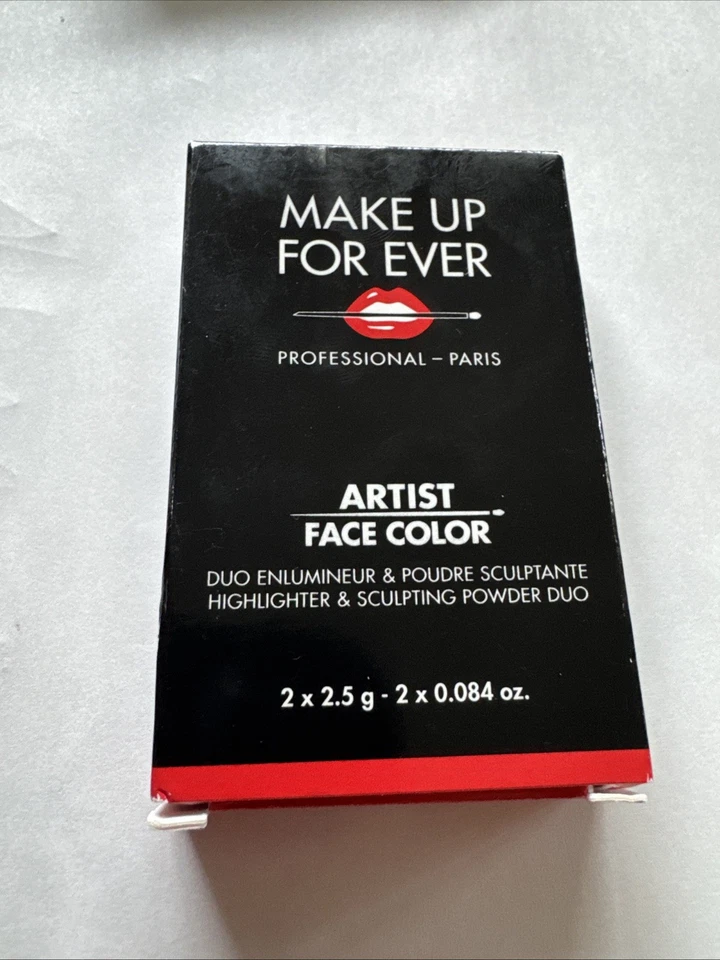 MAKE UP
FOR EVER
PROFESSIONAL – PARIS
ARTIST
FACE COLOR
DUO ENLUMINEUR & POUDRE SCULPTANTE
HIGHLIGHTER & SCULPTING POWDER DUO
2 x 2.5 g - 2 x 0.084 oz.